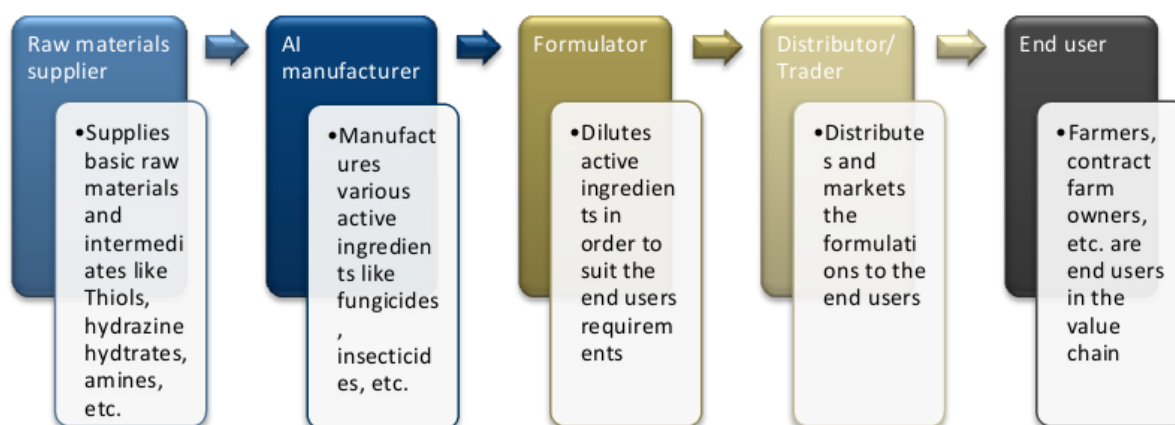 Raw materials
supplier
•Supplies
basic raw
materials
and
intermedi
ates like
Thiols,
hydrazine
hydtrates,
amines,
etc.
AI
manufacturer
•Manufact
ures
various
active
ingredien
ts like
fungicides
,
insecticid
es, etc.
Formulator
•Dilutes
active
ingredien
ts in
order to
suit the
end users
requirem
ents
Distributor/
Trader
•Distribute
s and
markets
the
formulati
ons to the
end users
End user
•Farmers,
contract
farm
owners,
etc. are
end users
in the
value
chain